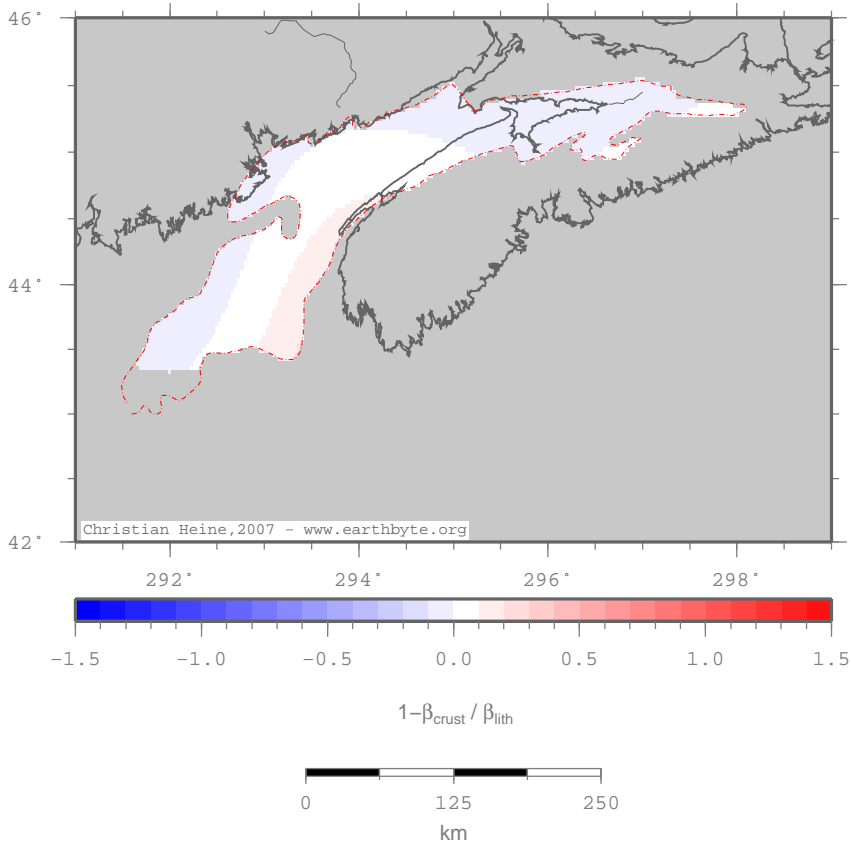 46°
44°
42°
Christian Heine,2007 - www.earthbyte.org
292° 294° 296° 298°
−1.5 −1.0 −0.5 0.0 0.5 1.0 1.5
1−βcrust / βlith
0 125 250
km